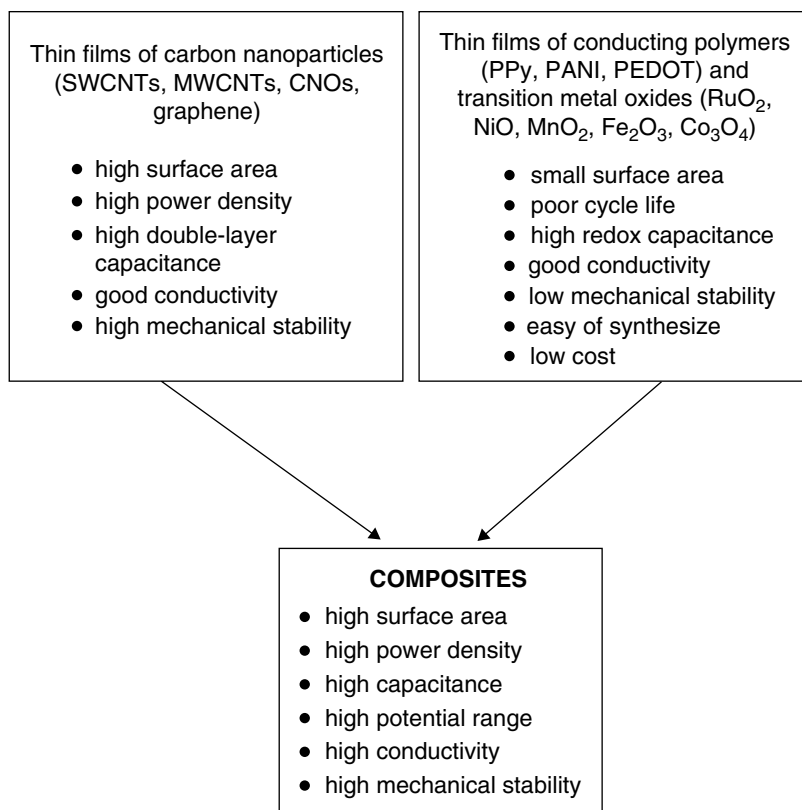 Thin films of carbon nanoparticles
(SWCNTs, MWCNTs, CNOs,
graphene)
● high surface area
● high power density
● high double-layer
capacitance
● good conductivity
● high mechanical stability
Thin films of conducting polymers
(PPy, PANI, PEDOT) and
transition metal oxides (RuO₂,
NiO, MnO₂, Fe₂O₃, Co₃O₄)
● small surface area
● poor cycle life
● high redox capacitance
● good conductivity
● low mechanical stability
● easy of synthesize
● low cost
COMPOSITES
● high surface area
● high power density
● high capacitance
● high potential range
● high conductivity
● high mechanical stability